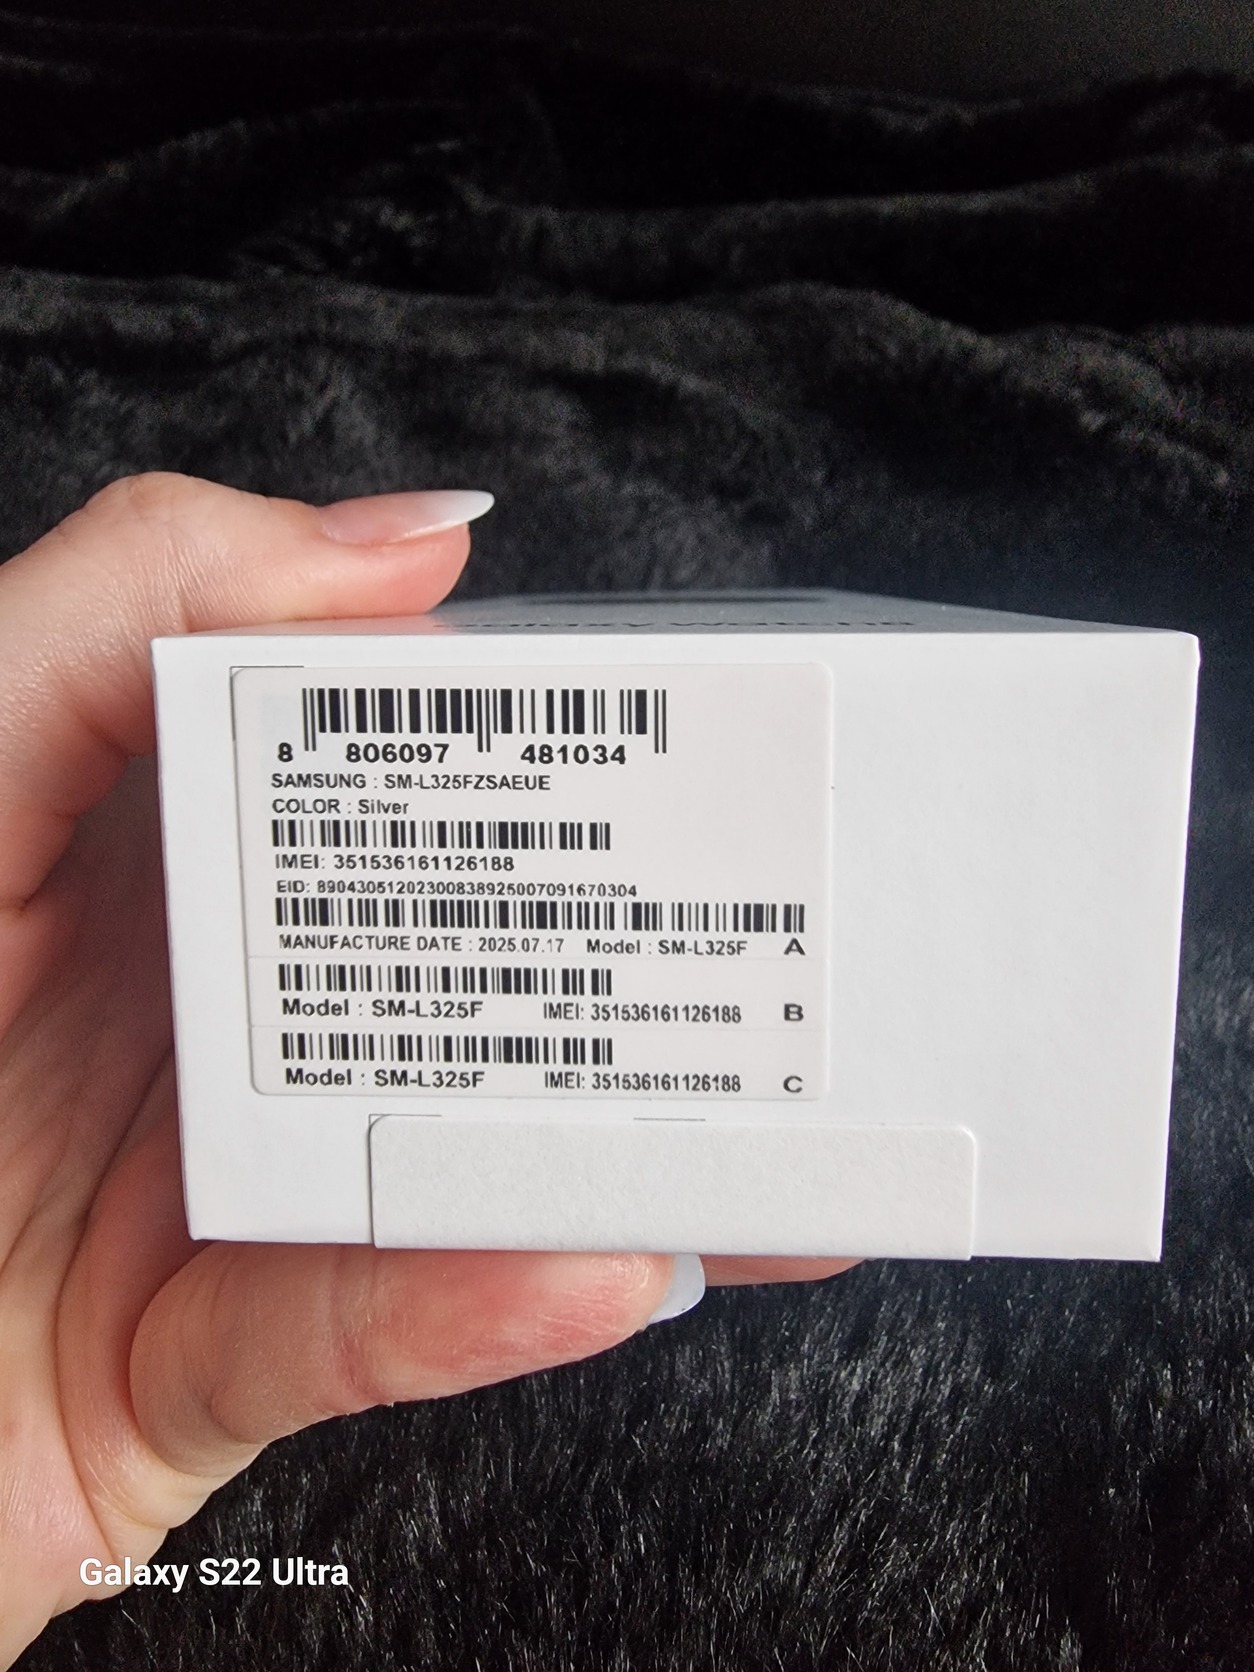 8 806097 481034
SAMSUNG : SM-L325FZSAEUE
COLOR : Silver
IMEI: 351536161126188
EID: 89043051202300838925007091670304
MANUFACTURE DATE : 2025.07.17 Model : SM-L325F A
Model : SM-L325F IMEI: 351536161126188 B
Model : SM-L325F IMEI: 351536161126188 C
Galaxy S22 Ultra